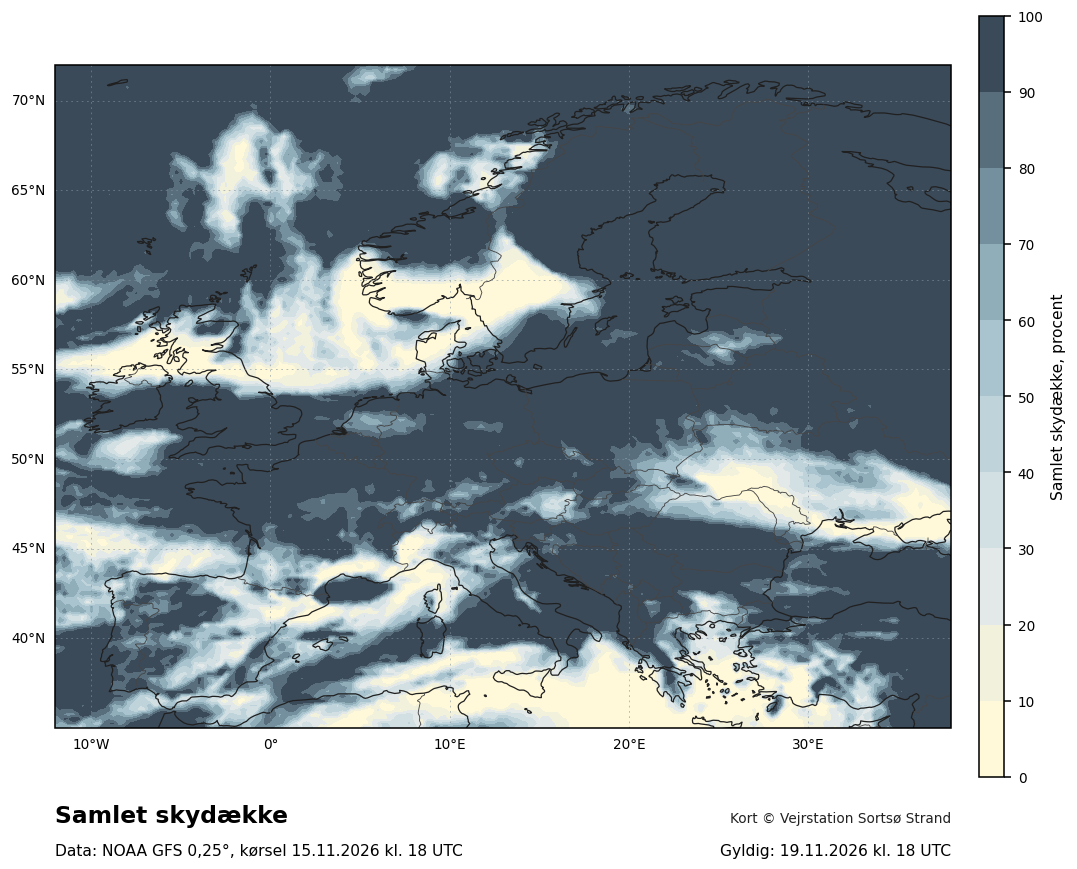 100
90
80
70
60
50
40
30
20
10
0
Samlet skydække, procent
70°N
65°N
60°N
55°N
50°N
45°N
40°N
10°W
0°
10°E
20°E
30°E
Samlet skydække
Kort © Vejrstation Sortsø Strand
Data: NOAA GFS 0,25°, kørsel 15.11.2026 kl. 18 UTC
Gyldig: 19.11.2026 kl. 18 UTC